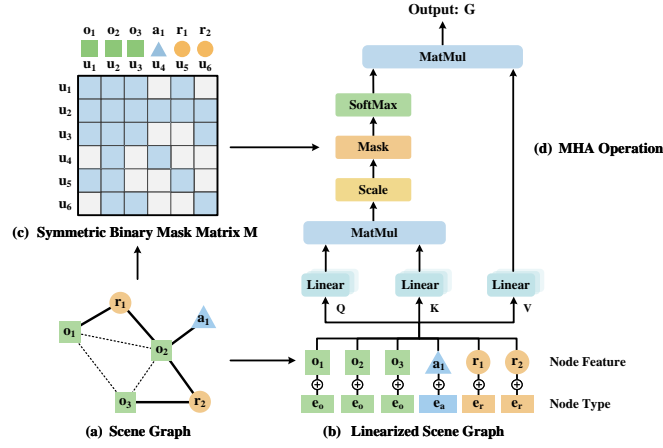 Output: G
MatMul
SoftMax
Mask
Scale
MatMul
(d) MHA Operation
Linear Linear Linear
Q K V
o₁ o₂ o₃ a₁ r₁ r₂
u₁ u₂ u₃ u₄ u₅ u₆
u₁
u₂
u₃
u₄
u₅
u₆
(c) Symmetric Binary Mask Matrix M
r₁
a₁
o₁
o₂
o₃
r₂
(a) Scene Graph
o₁ o₂ o₃ a₁ r₁ r₂ Node Feature
eₒ eₒ eₒ eₐ eᵣ eᵣ Node Type
(b) Linearized Scene Graph